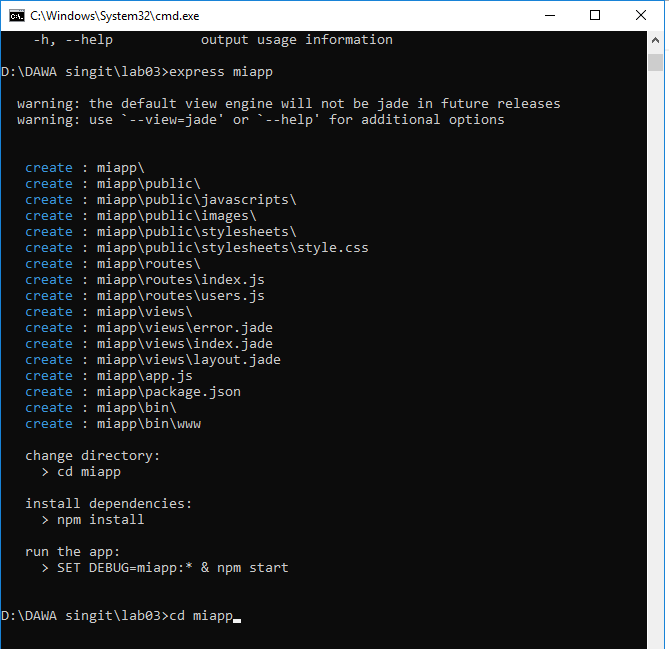 C:\Windows\System32\cmd.exe
-h, --help           output usage information
D:\DAWA singit\lab03>express miapp
warning: the default view engine will not be jade in future releases
warning: use `--view=jade' or `--help' for additional options
create : miapp\
create : miapp\public\
create : miapp\public\javascripts\
create : miapp\public\images\
create : miapp\public\stylesheets\
create : miapp\public\stylesheets\style.css
create : miapp\routes\
create : miapp\routes\index.js
create : miapp\routes\users.js
create : miapp\views\
create : miapp\views\error.jade
create : miapp\views\index.jade
create : miapp\views\layout.jade
create : miapp\app.js
create : miapp\package.json
create : miapp\bin\
create : miapp\bin\www
change directory:
> cd miapp
install dependencies:
> npm install
run the app:
> SET DEBUG=miapp:* & npm start
D:\DAWA singit\lab03>cd miapp